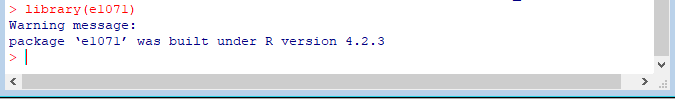 > library(e1071)
Warning message:
package ‘e1071’ was built under R version 4.2.3
>